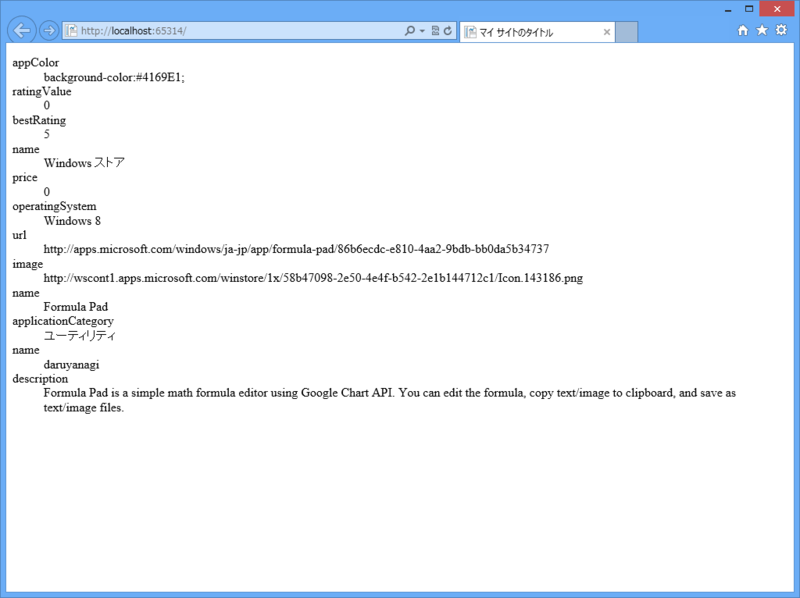 http://localhost:65314/
マイ サイトのタイトル
appColor
background-color:#4169E1;
ratingValue
0
bestRating
5
name
Windows ストア
price
0
operatingSystem
Windows 8
url
http://apps.microsoft.com/windows/ja-jp/app/formula-pad/86b6ecdc-e810-4aa2-9bdb-bb0da5b34737
image
http://wscont1.apps.microsoft.com/winstore/1x/58b47098-2e50-4e4f-b542-2e1b144712c1/Icon.143186.png
name
Formula Pad
applicationCategory
ユーティリティ
name
daruyanagi
description
Formula Pad is a simple math formula editor using Google Chart API. You can edit the formula, copy text/image to clipboard, and save as
text/image files.